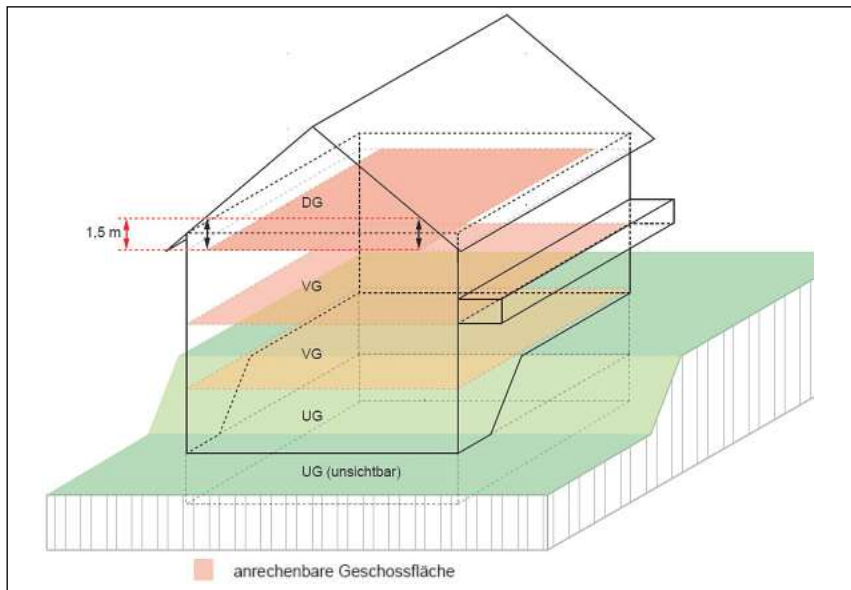 DG
1,5 m
VG
VG
UG
UG (unsichtbar)
anrechenbare Geschossfläche